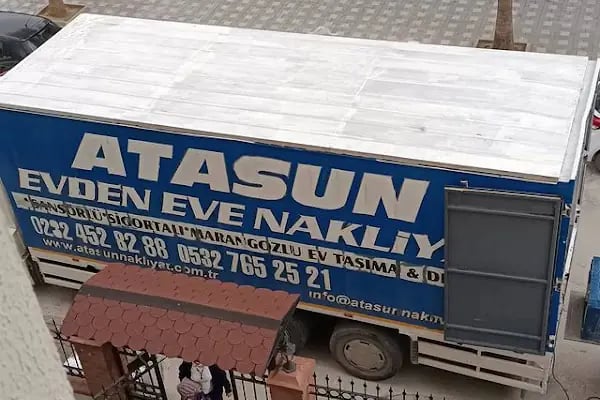 ATASUN
EVDEN EVE NAKLİY
ASANSÖRLÜ SİGORTALI MARANGOZLU EV TAŞIMA & DE
0232 452 82 88 0532 765 25 21
www.atasunnakliyat.com.tr
info@atasunnakliy